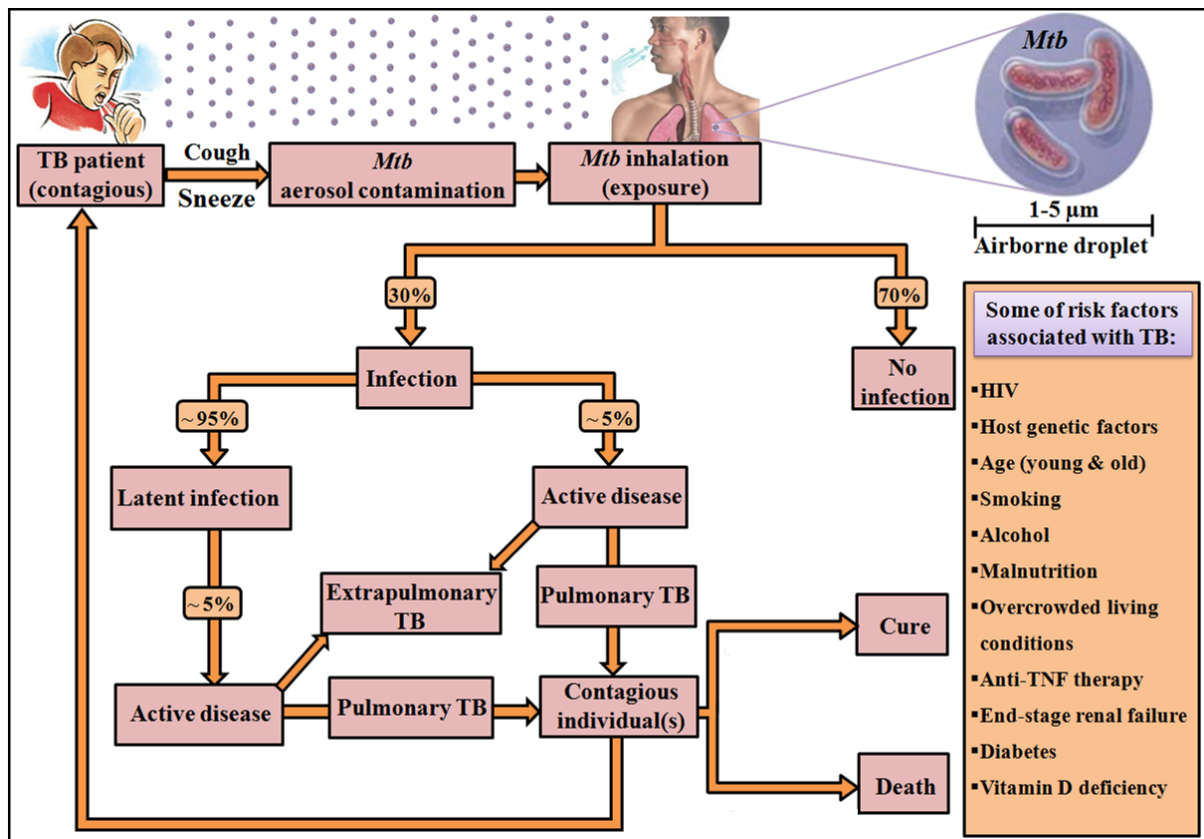 Mtb
TB patient
(contagious)
Cough
Sneeze
Mtb
aerosol contamination
Mtb inhalation
(exposure)
1-5 µm
Airborne droplet
30%
70%
Infection
No
infection
~95%
~5%
Latent infection
Active disease
~5%
Extrapulmonary
TB
Pulmonary TB
Active disease
Pulmonary TB
Contagious
individual(s)
Cure
Death
Some of risk factors
associated with TB:
▪HIV
▪Host genetic factors
▪Age (young & old)
▪Smoking
▪Alcohol
▪Malnutrition
▪Overcrowded living
conditions
▪Anti-TNF therapy
▪End-stage renal failure
▪Diabetes
▪Vitamin D deficiency